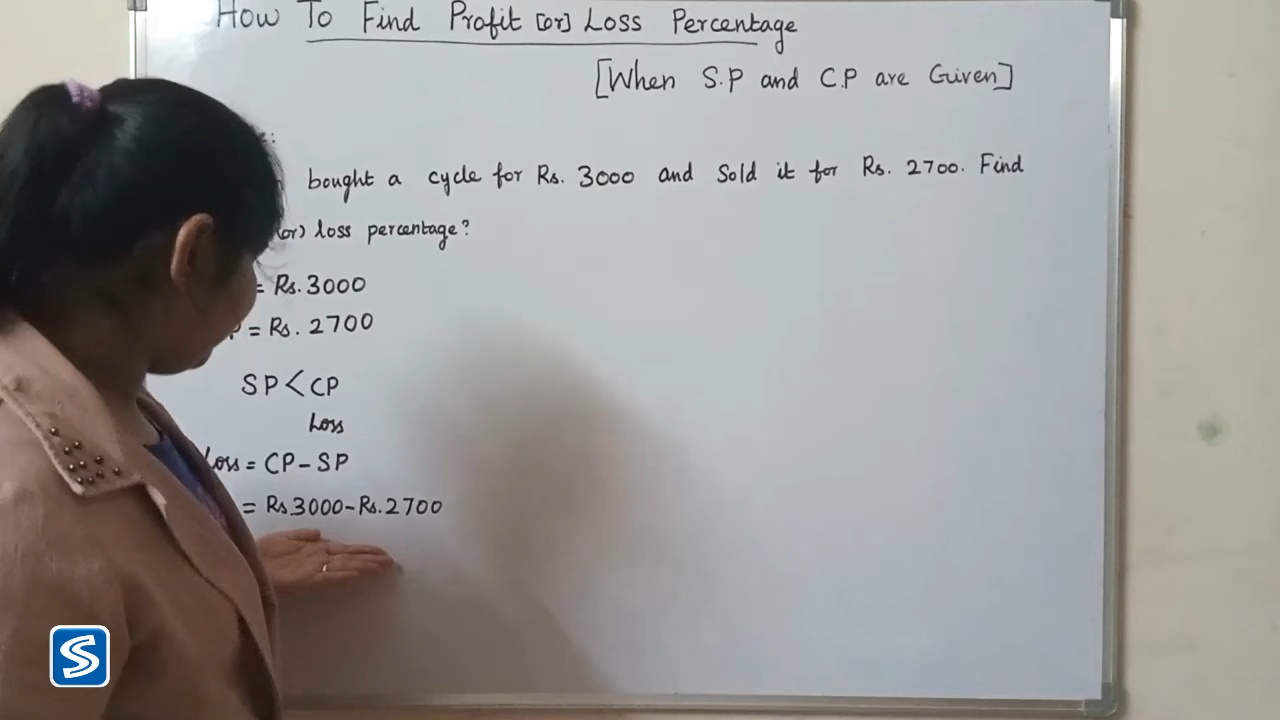 How To Find Profit [or] Loss Percentage
[When S.P and C.P are Given]
bought a cycle for Rs. 3000 and Sold it for Rs. 2700. Find
(or) loss percentage?
= Rs. 3000
= Rs. 2700
SP < CP
Loss
Loss = CP - SP
= Rs.3000 - Rs.2700
S